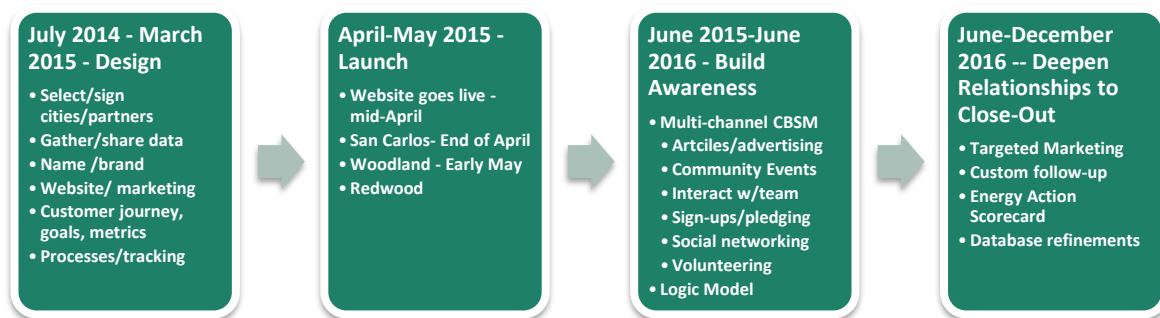 July 2014 - March
2015 - Design
• Select/sign
cities/partners
• Gather/share data
• Name /brand
• Website/ marketing
• Customer journey,
goals, metrics
• Processes/tracking
April-May 2015 -
Launch
• Website goes live -
mid-April
• San Carlos- End of April
• Woodland - Early May
• Redwood
June 2015-June
2016 - Build
Awareness
• Multi-channel CBSM
• Artciles/advertising
• Community Events
• Interact w/team
• Sign-ups/pledging
• Social networking
• Volunteering
• Logic Model
June-December
2016 -- Deepen
Relationships to
Close-Out
• Targeted Marketing
• Custom follow-up
• Energy Action
Scorecard
• Database refinements